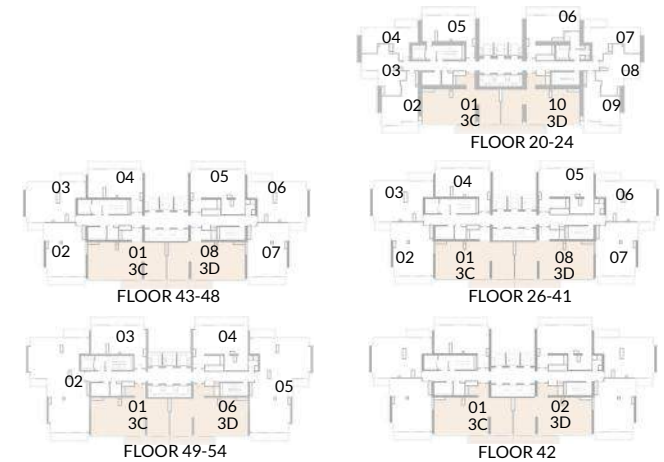 05 06
04 07
03 08
02 01 10 09
3C 3D
FLOOR 20-24
03 04 05 06
02 01 08 07
3C 3D
FLOOR 43-48
03 04 05 06
02 01 08 07
3C 3D
FLOOR 26-41
03 04
02 05
01 06
3C 3D
FLOOR 49-54
01 02
3C 3D
FLOOR 42